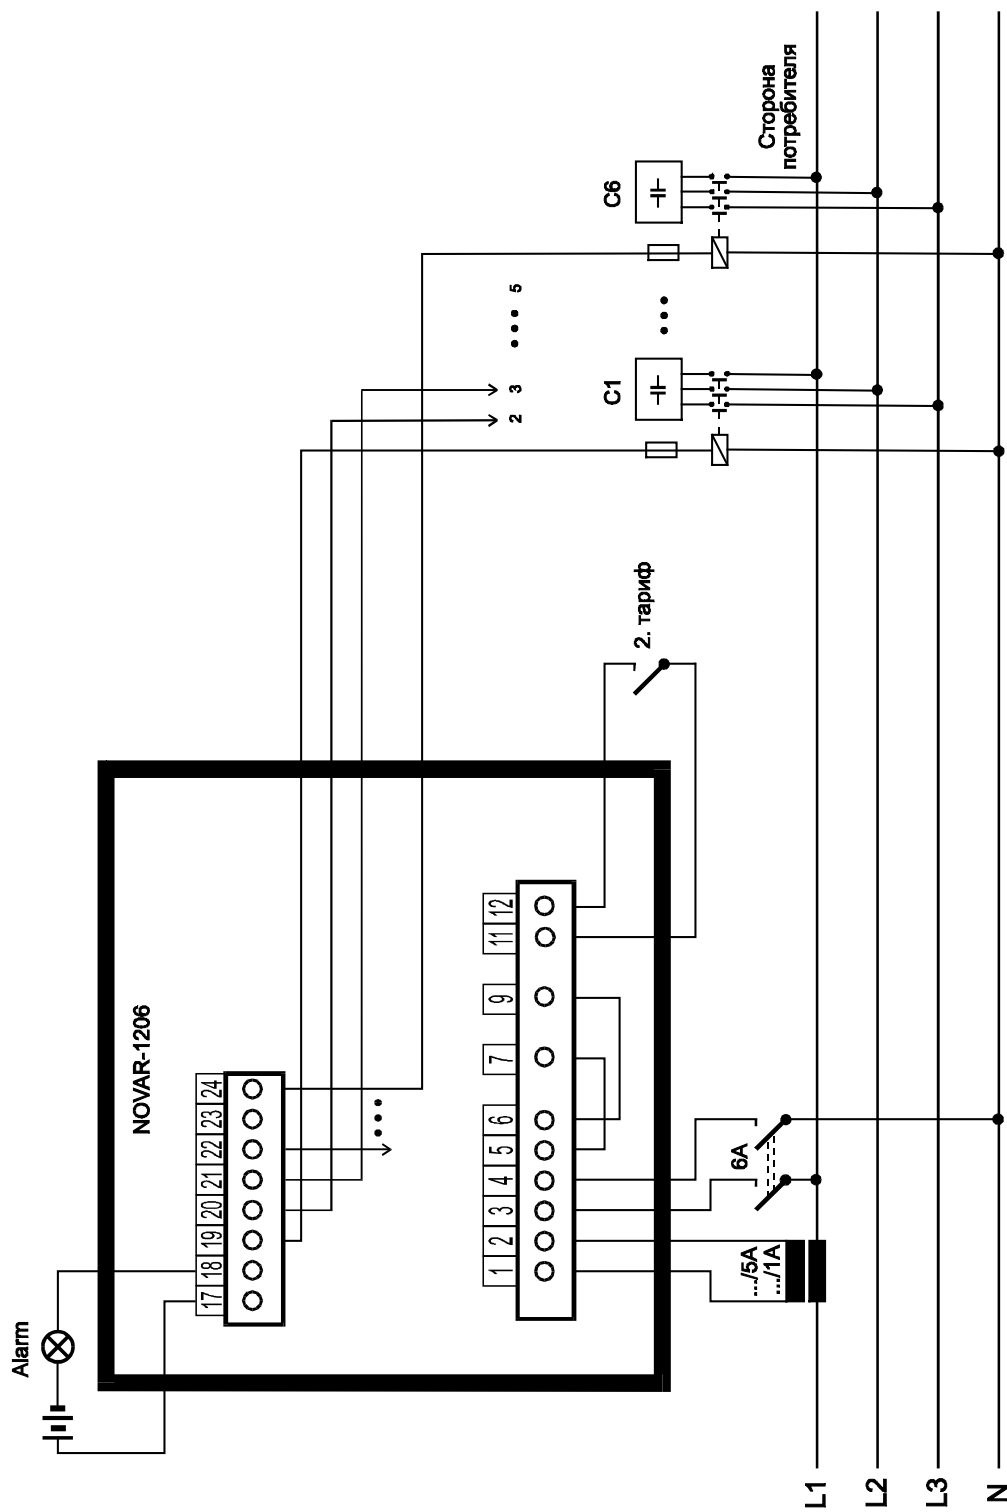 Alarm
NOVAR-1206
17 18 19 20 21 22 23 24
1 2 3 4 5 6 7 9 11 12
2. тариф
2 3 5
C1
C6
Сторона
потребителя
.../5A
.../1A
6A
L1
L2
L3
N